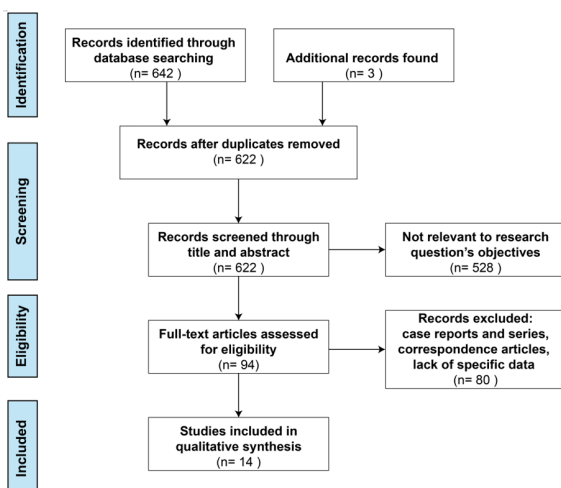 Identification
Records identified through
database searching
(n= 642 )
Additional records found
(n= 3 )
Records after duplicates removed
(n= 622 )
Screening
Records screened through
title and abstract
(n= 622 )
Not relevant to research
question's objectives
(n= 528 )
Eligibility
Full-text articles assessed
for eligibility
(n= 94)
Records excluded:
case reports and series,
correspondence articles,
lack of specific data
(n= 80 )
Included
Studies included in
qualitative synthesis
(n= 14 )